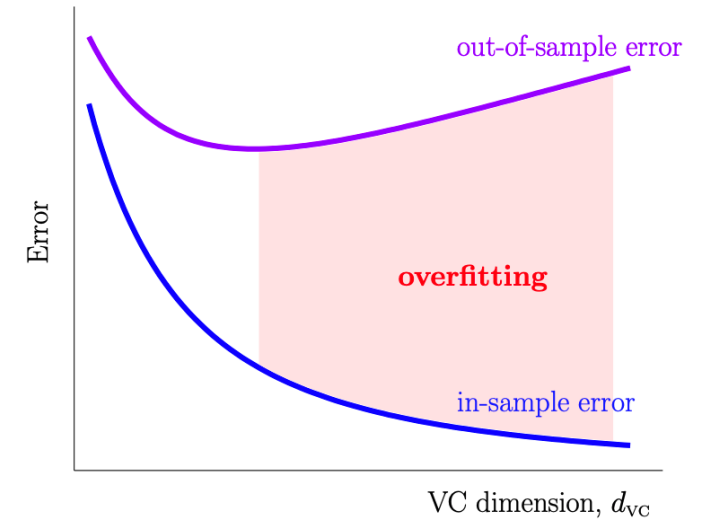 out-of-sample error
Error
overfitting
in-sample error
VC dimension, d_VC